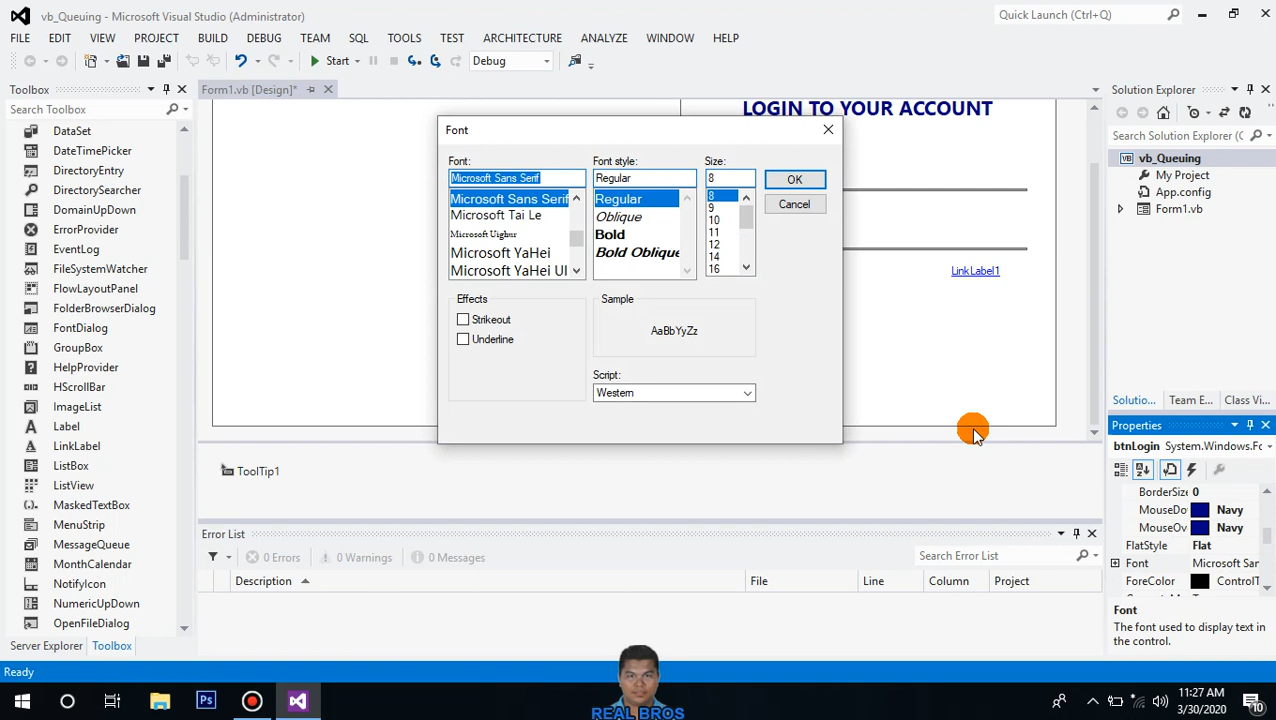 vb_Queuing - Microsoft Visual Studio (Administrator)
Quick Launch (Ctrl+Q)
FILE EDIT VIEW PROJECT BUILD DEBUG TEAM SQL TOOLS TEST ARCHITECTURE ANALYZE WINDOW HELP
Start Debug
Toolbox
Search Toolbox
DataSet
DateTimePicker
DirectoryEntry
DirectorySearcher
DomainUpDown
ErrorProvider
EventLog
FileSystemWatcher
FlowLayoutPanel
FolderBrowserDialog
FontDialog
GroupBox
HelpProvider
HScrollBar
ImageList
Label
LinkLabel
ListBox
ListView
MaskedTextBox
MenuStrip
MessageQueue
MonthCalendar
NotifyIcon
NumericUpDown
OpenFileDialog
Server Explorer Toolbox
Form1.vb [Design]*
LOGIN TO YOUR ACCOUNT
LinkLabel1
Font
Font:
Microsoft Sans Serif
Microsoft Sans Serif
Microsoft Tai Le
Microsoft Uighur
Microsoft YaHei
Microsoft YaHei UI
Font style:
Regular
Regular
Oblique
Bold
Bold Oblique
Size:
8
8
9
10
11
12
14
16
OK
Cancel
Effects
Strikeout
Underline
Sample
AaBbYyZz
Script:
Western
ToolTip1
Error List
0 Errors 0 Warnings 0 Messages
Search Error List
Description File Line Column Project
Solution Explorer
Search Solution Explorer (C
vb_Queuing
VB
My Project
App.config
Form1.vb
Solutio... Team E... Class Vi...
Properties
btnLogin System.Windows.Fo
BorderSize 0
MouseDo Navy
MouseOv Navy
FlatStyle Flat
Font Microsoft San
ForeColor ControlT
Font
The font used to display text in
the control.
Ready
Ps
REAL BROS
11:27 AM
3/30/2020
10